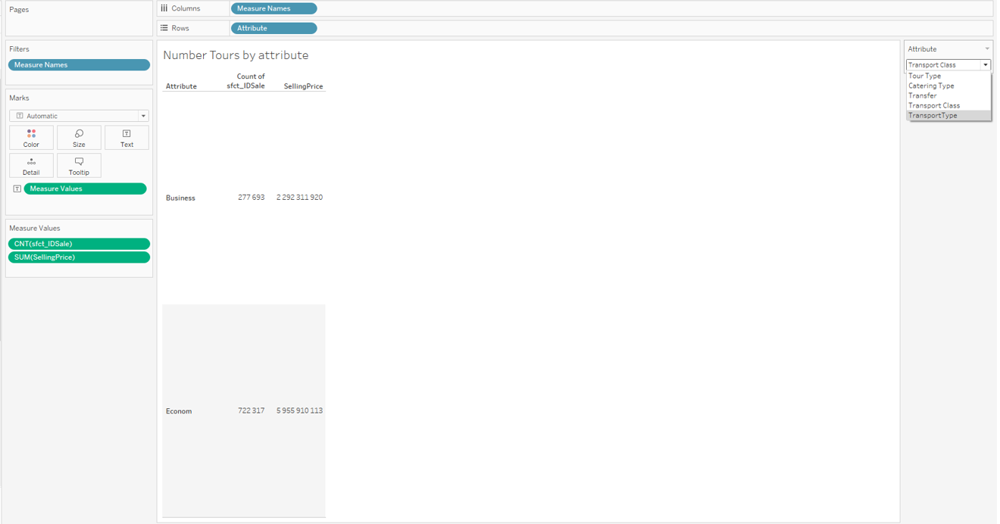 Pages
Columns
Measure Names
Rows
Attribute
Filters
Measure Names
Marks
Automatic
Color
Size
Text
Detail
Tooltip
Measure Values
Measure Values
CNT(sfct_IDSale)
SUM(SellingPrice)
Number Tours by attribute
Attribute
Count of
sfct_IDSale
SellingPrice
Business 277 693 2 292 311 920
Econom 722 317 5 955 910 113
Attribute
Transport Class
Tour Type
Catering Type
Transfer
Transport Class
TransportType